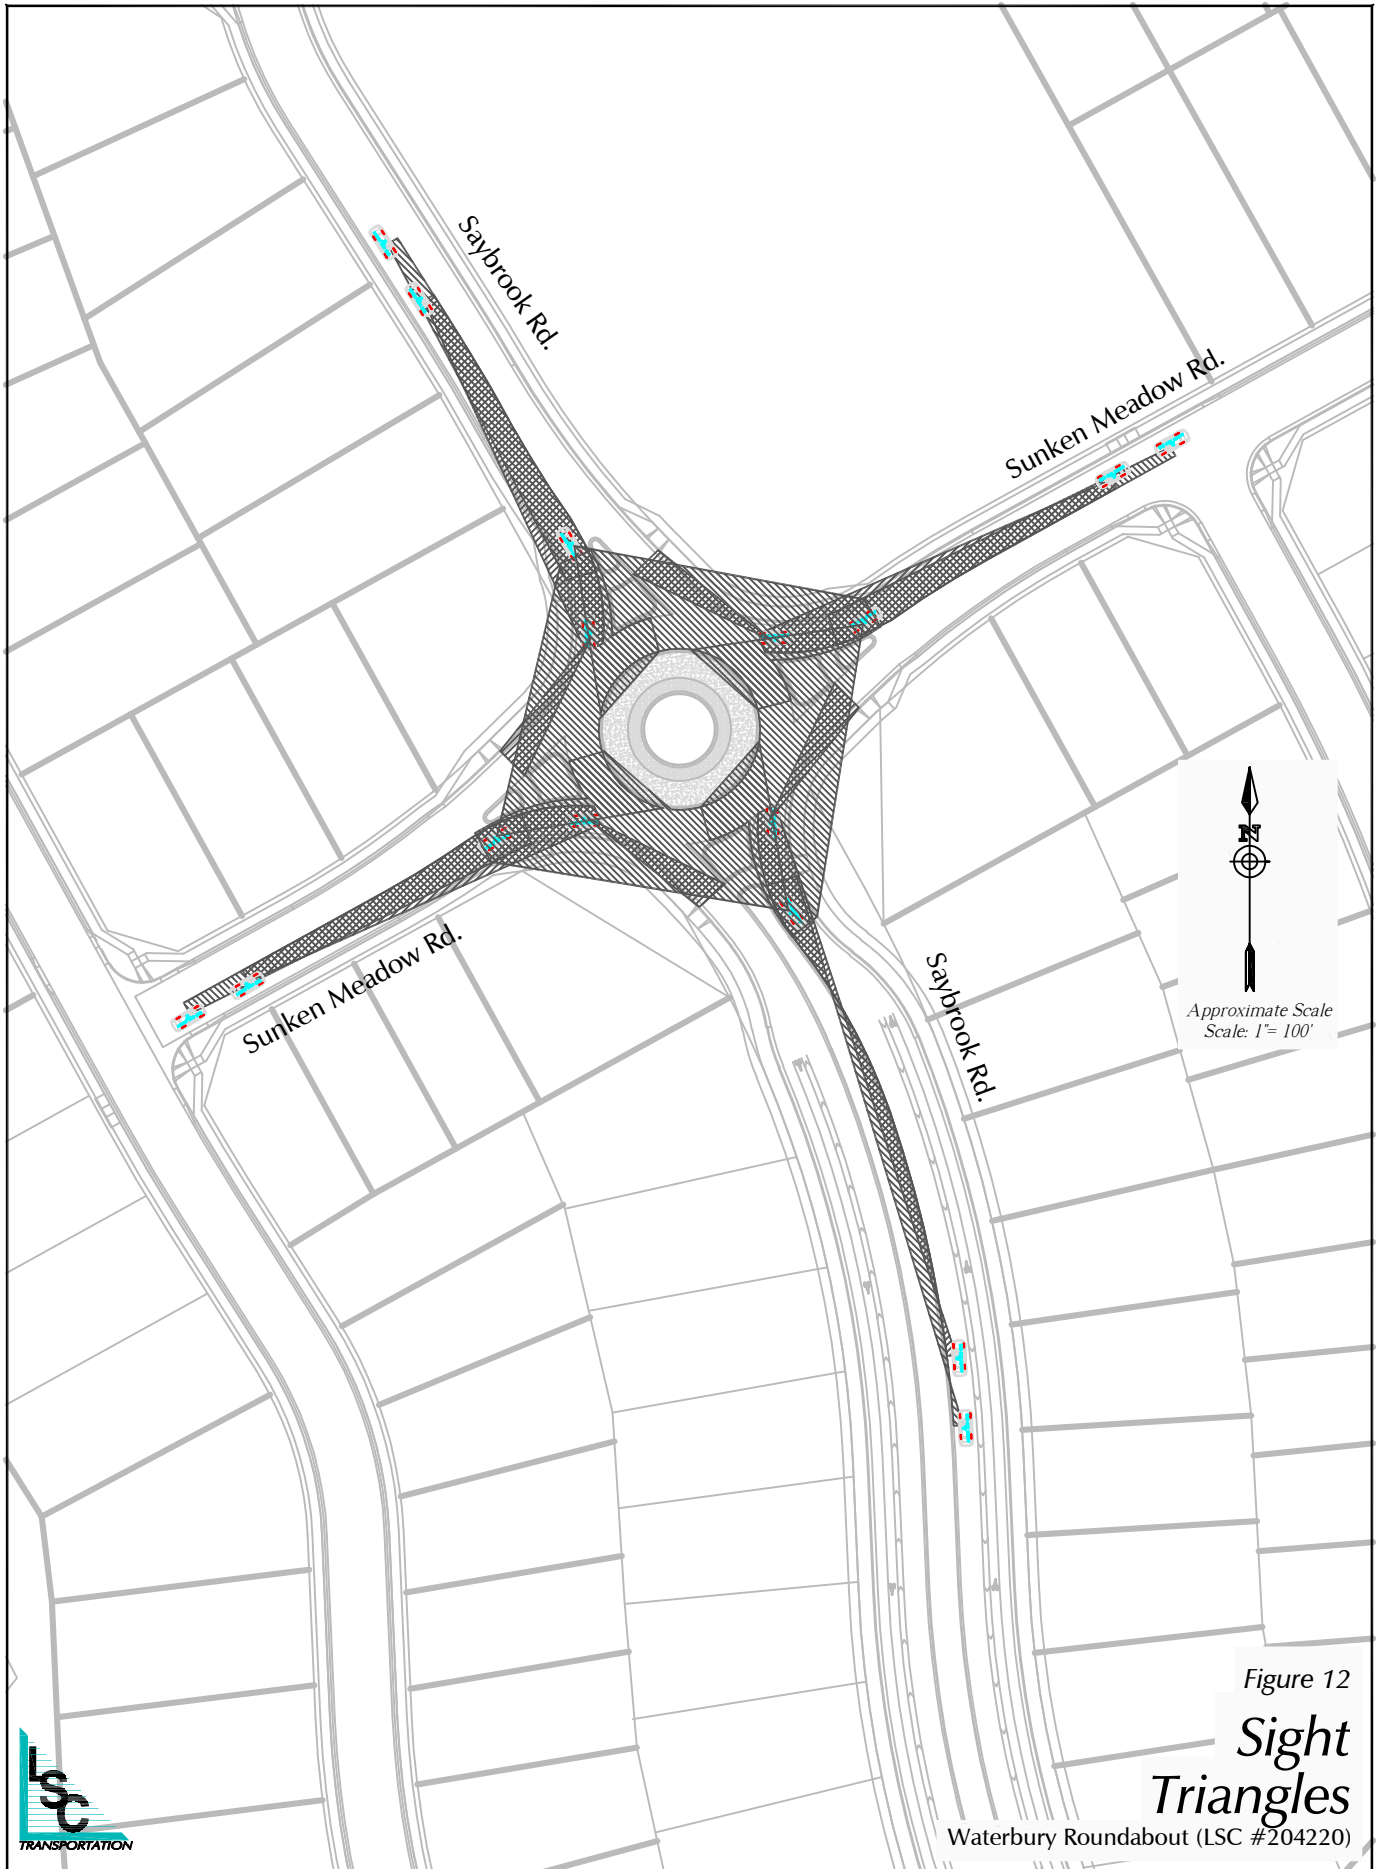 Saybrook Rd.
Sunken Meadow Rd.
N
Approximate Scale
Scale: 1"= 100'
Sunken Meadow Rd.
Saybrook Rd.
Figure 12
Sight
Triangles
Waterbury Roundabout (LSC #204220)
LSC
TRANSPORTATION